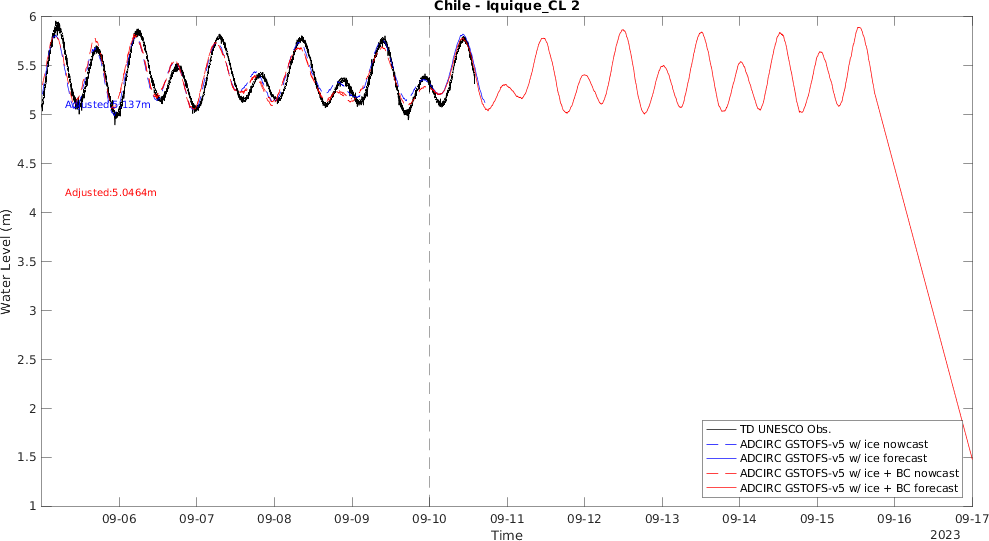 Chile - Iquique_CL 2
6
5.5
5
4.5
4
3.5
3
2.5
2
1.5
1
Water Level (m)
Adjusted:5.137m
Adjusted:5.0464m
TD UNESCO Obs.
ADCIRC GSTOFS-v5 w/ ice nowcast
ADCIRC GSTOFS-v5 w/ ice forecast
ADCIRC GSTOFS-v5 w/ ice + BC nowcast
ADCIRC GSTOFS-v5 w/ ice + BC forecast
09-06 09-07 09-08 09-09 09-10 09-11 09-12 09-13 09-14 09-15 09-16 09-17
Time
2023